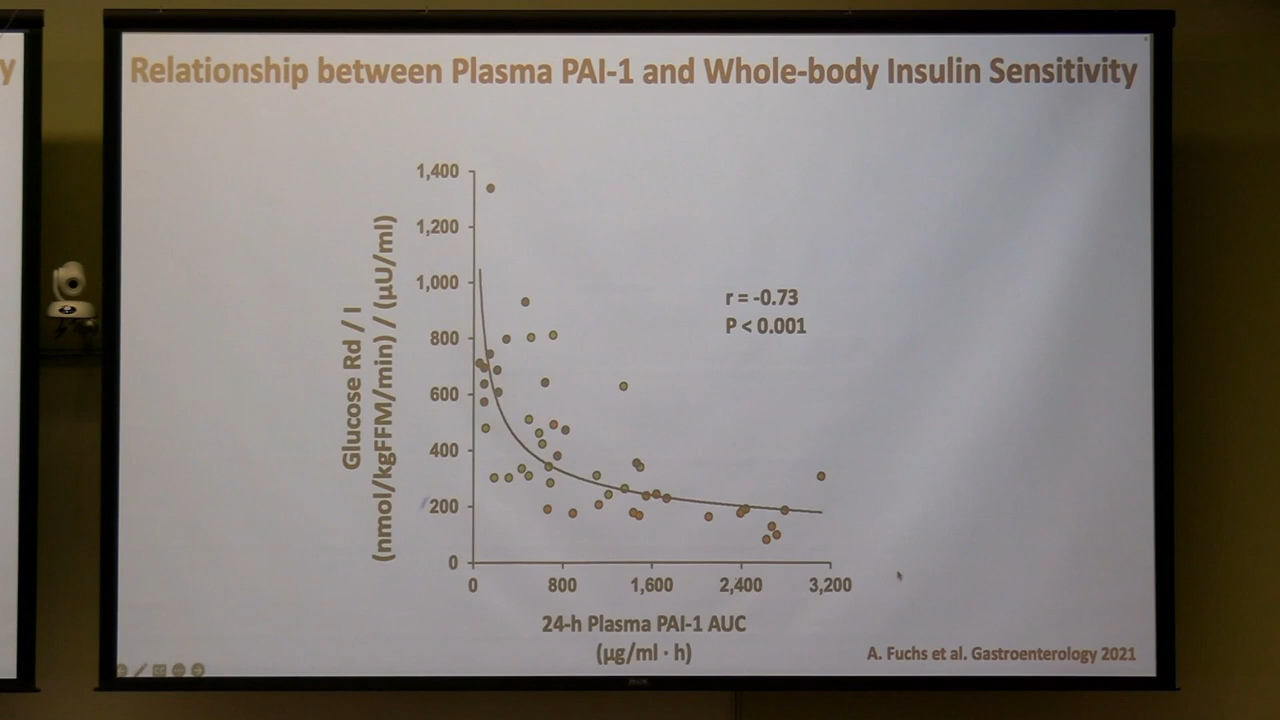 y
Relationship between Plasma PAI-1 and Whole-body Insulin Sensitivity
1,400
1,200
1,000
800
600
400
200
0
Glucose Rd / I
(nmol/kgFFM/min) / (µU/ml)
r = -0.73
P < 0.001
0 800 1,600 2,400 3,200
24-h Plasma PAI-1 AUC
(µg/ml · h)
A. Fuchs et al. Gastroenterology 2021